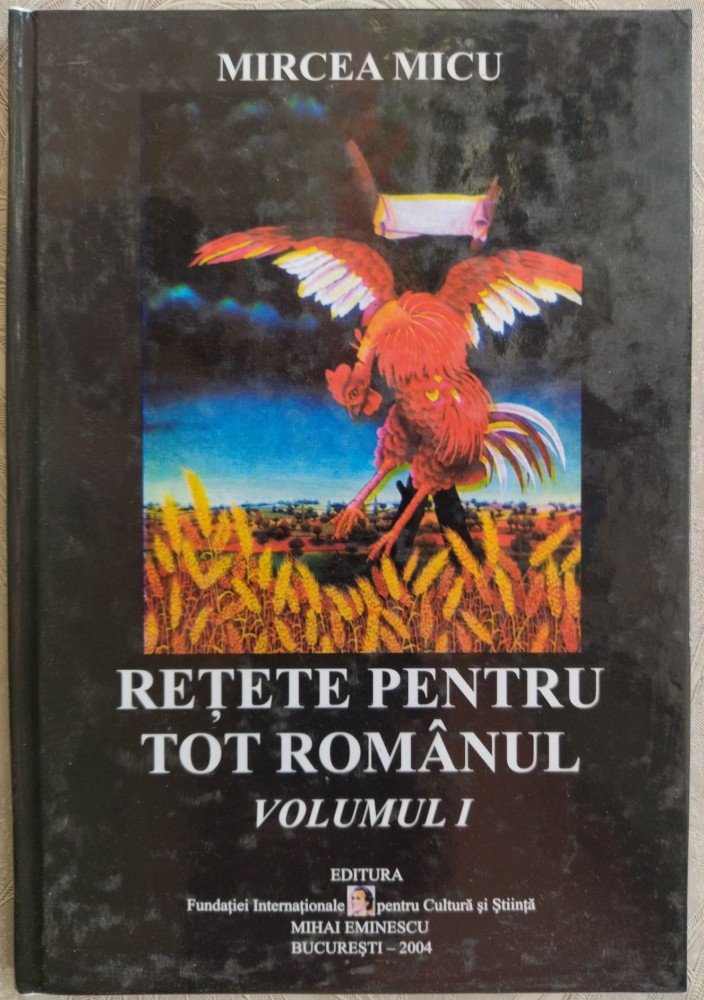 MIRCEA MICU
REȚETE PENTRU
TOT ROMÂNUL
VOLUMUL I
EDITURA
Fundației Internaționale pentru Cultură și Știință
MIHAI EMINESCU
BUCUREȘTI – 2004